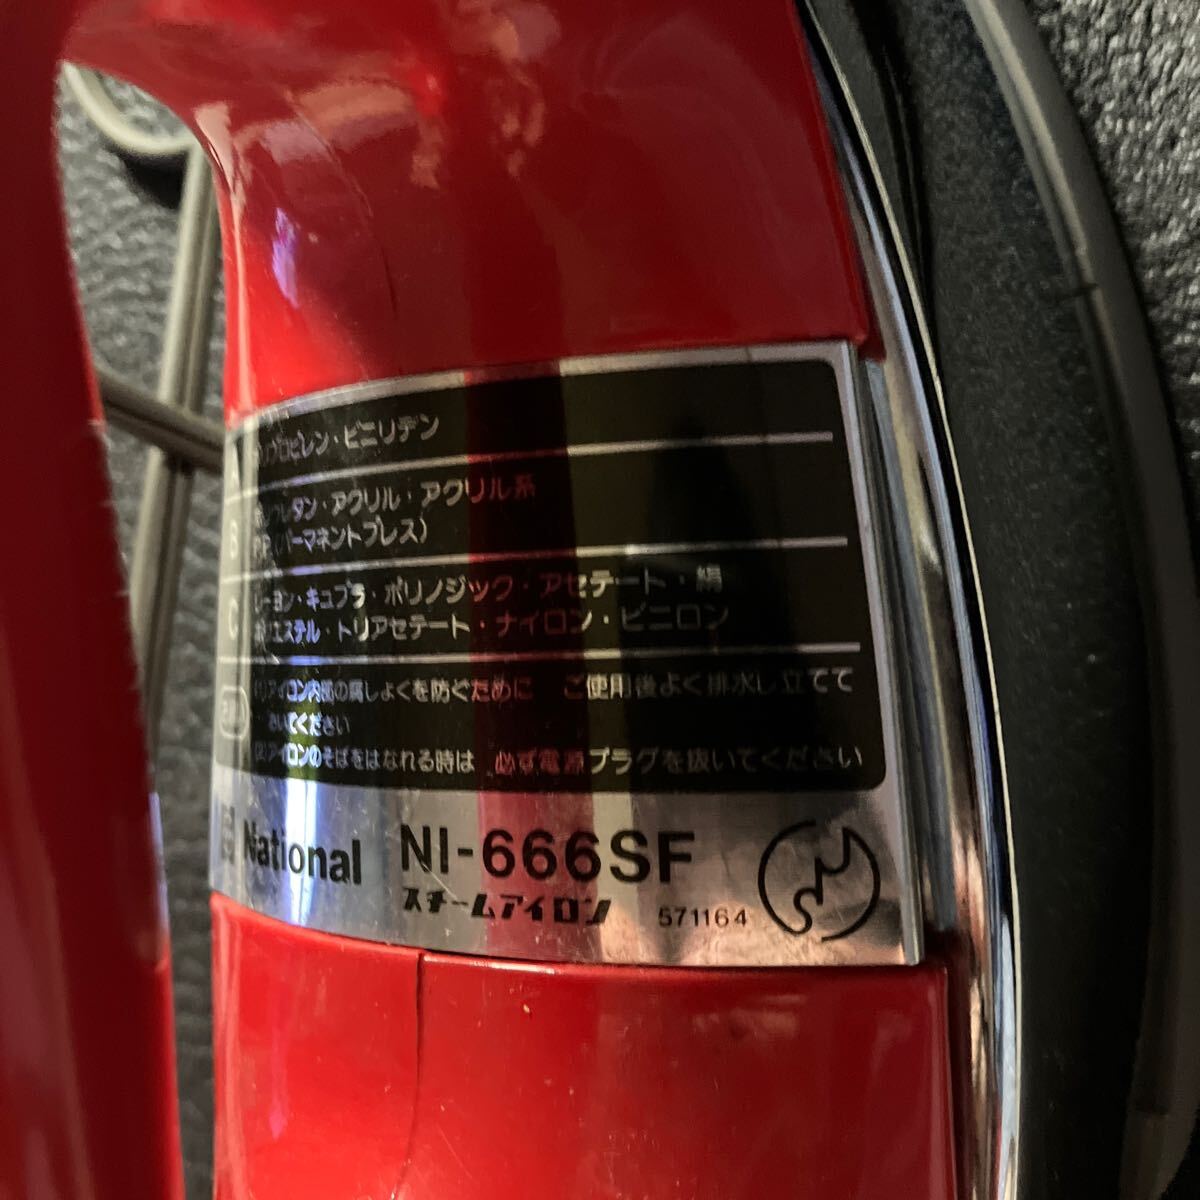 A プロピレン・ビニリデン
B ポリウレタン・アクリル・アクリル系
(パーマネントプレス)
C レーヨン・キュプラ・ポリノジック・アセテート・絹
ポリエステル・トリアセテート・ナイロン・ビニロン
(1)アイロン内部の腐しょくを防ぐために ご使用後よく排水し立てて
おいてください
(2)アイロンのそばをはなれる時は 必ず電源プラグを抜いてください
National NI-666SF
スチームアイロン 571164